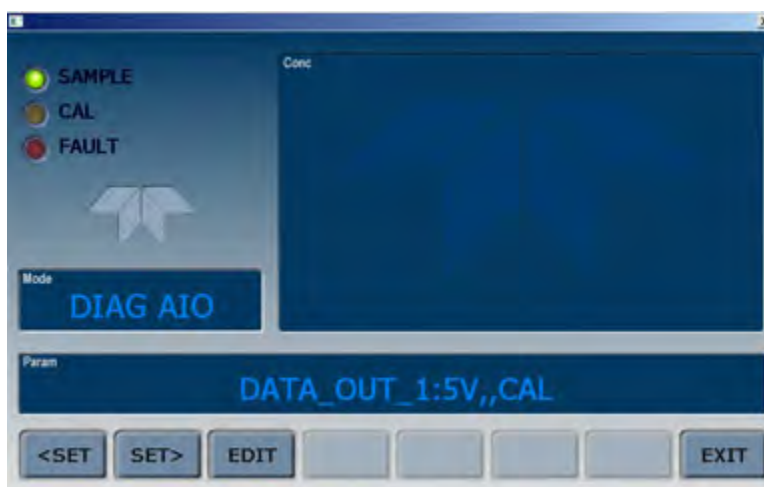 SAMPLE
CAL
FAULT
Conc
Mode
DIAG AIO
Param
DATA_OUT_1:5V,,CAL
<SET SET> EDIT EXIT